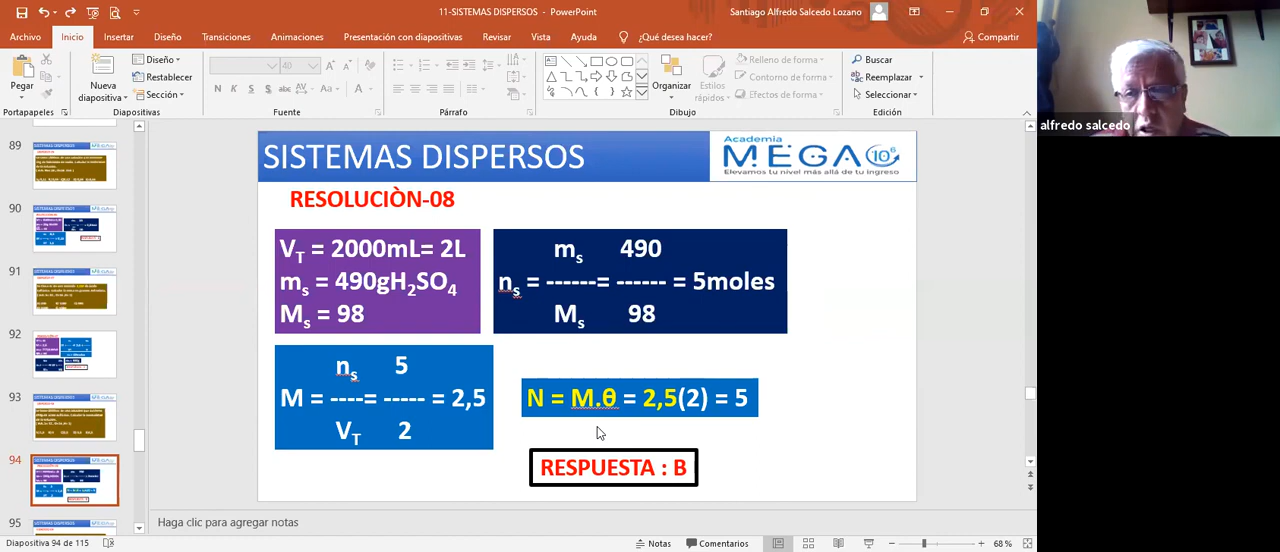 11-SISTEMAS DISPERSOS - PowerPoint
Santiago Alfredo Salcedo Lozano
Archivo Inicio Insertar Diseño Transiciones Animaciones Presentación con diapositivas Revisar Vista Ayuda ¿Qué desea hacer? Compartir
Pegar
Nueva diapositiva
Diseño
Restablecer
Sección
40
N K S
Organizar
Estilos rápidos
Relleno de forma
Contorno de forma
Efectos de forma
Buscar
Reemplazar
Seleccionar
Portapapeles Diapositivas Fuente Párrafo Dibujo Edición
alfredo salcedo
89
90
91
92
93
94
95
SISTEMAS DISPERSOS
Academia
MEGA 10⁶
Elevamos tu nivel más allá de tu ingreso
RESOLUCIÒN-08
V_T = 2000mL= 2L
m_s = 490gH₂SO₄
M_s = 98
m_s 490
n_s = ------= ------ = 5moles
M_s 98
n_s 5
M = ----= ----- = 2,5
V_T 2
N = M.θ = 2,5(2) = 5
RESPUESTA : B
Haga clic para agregar notas
Diapositiva 94 de 115
Notas Comentarios 68 %